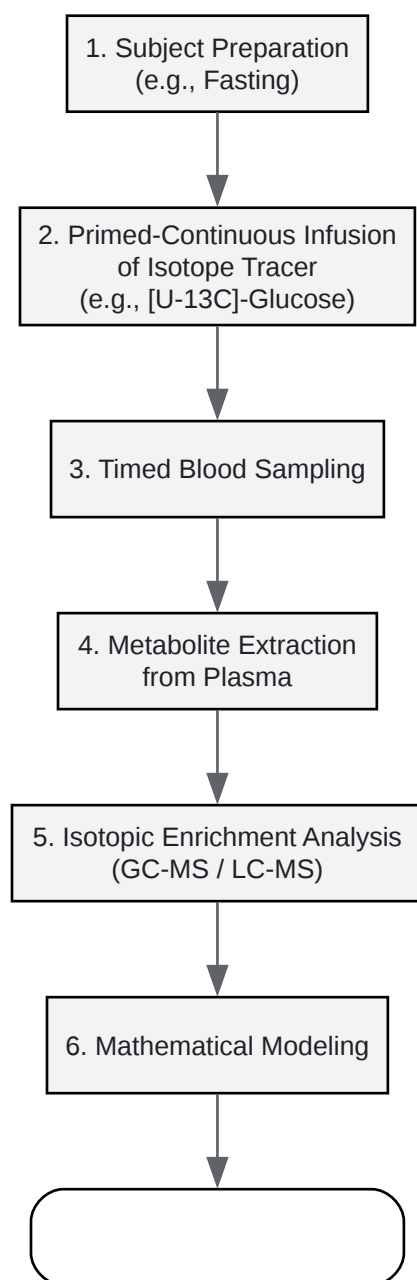 1. Subject Preparation
(e.g., Fasting)
2. Primed-Continuous Infusion
of Isotope Tracer
(e.g., [U-13C]-Glucose)
3. Timed Blood Sampling
4. Metabolite Extraction
from Plasma
5. Isotopic Enrichment Analysis
(GC-MS / LC-MS)
6. Mathematical Modeling